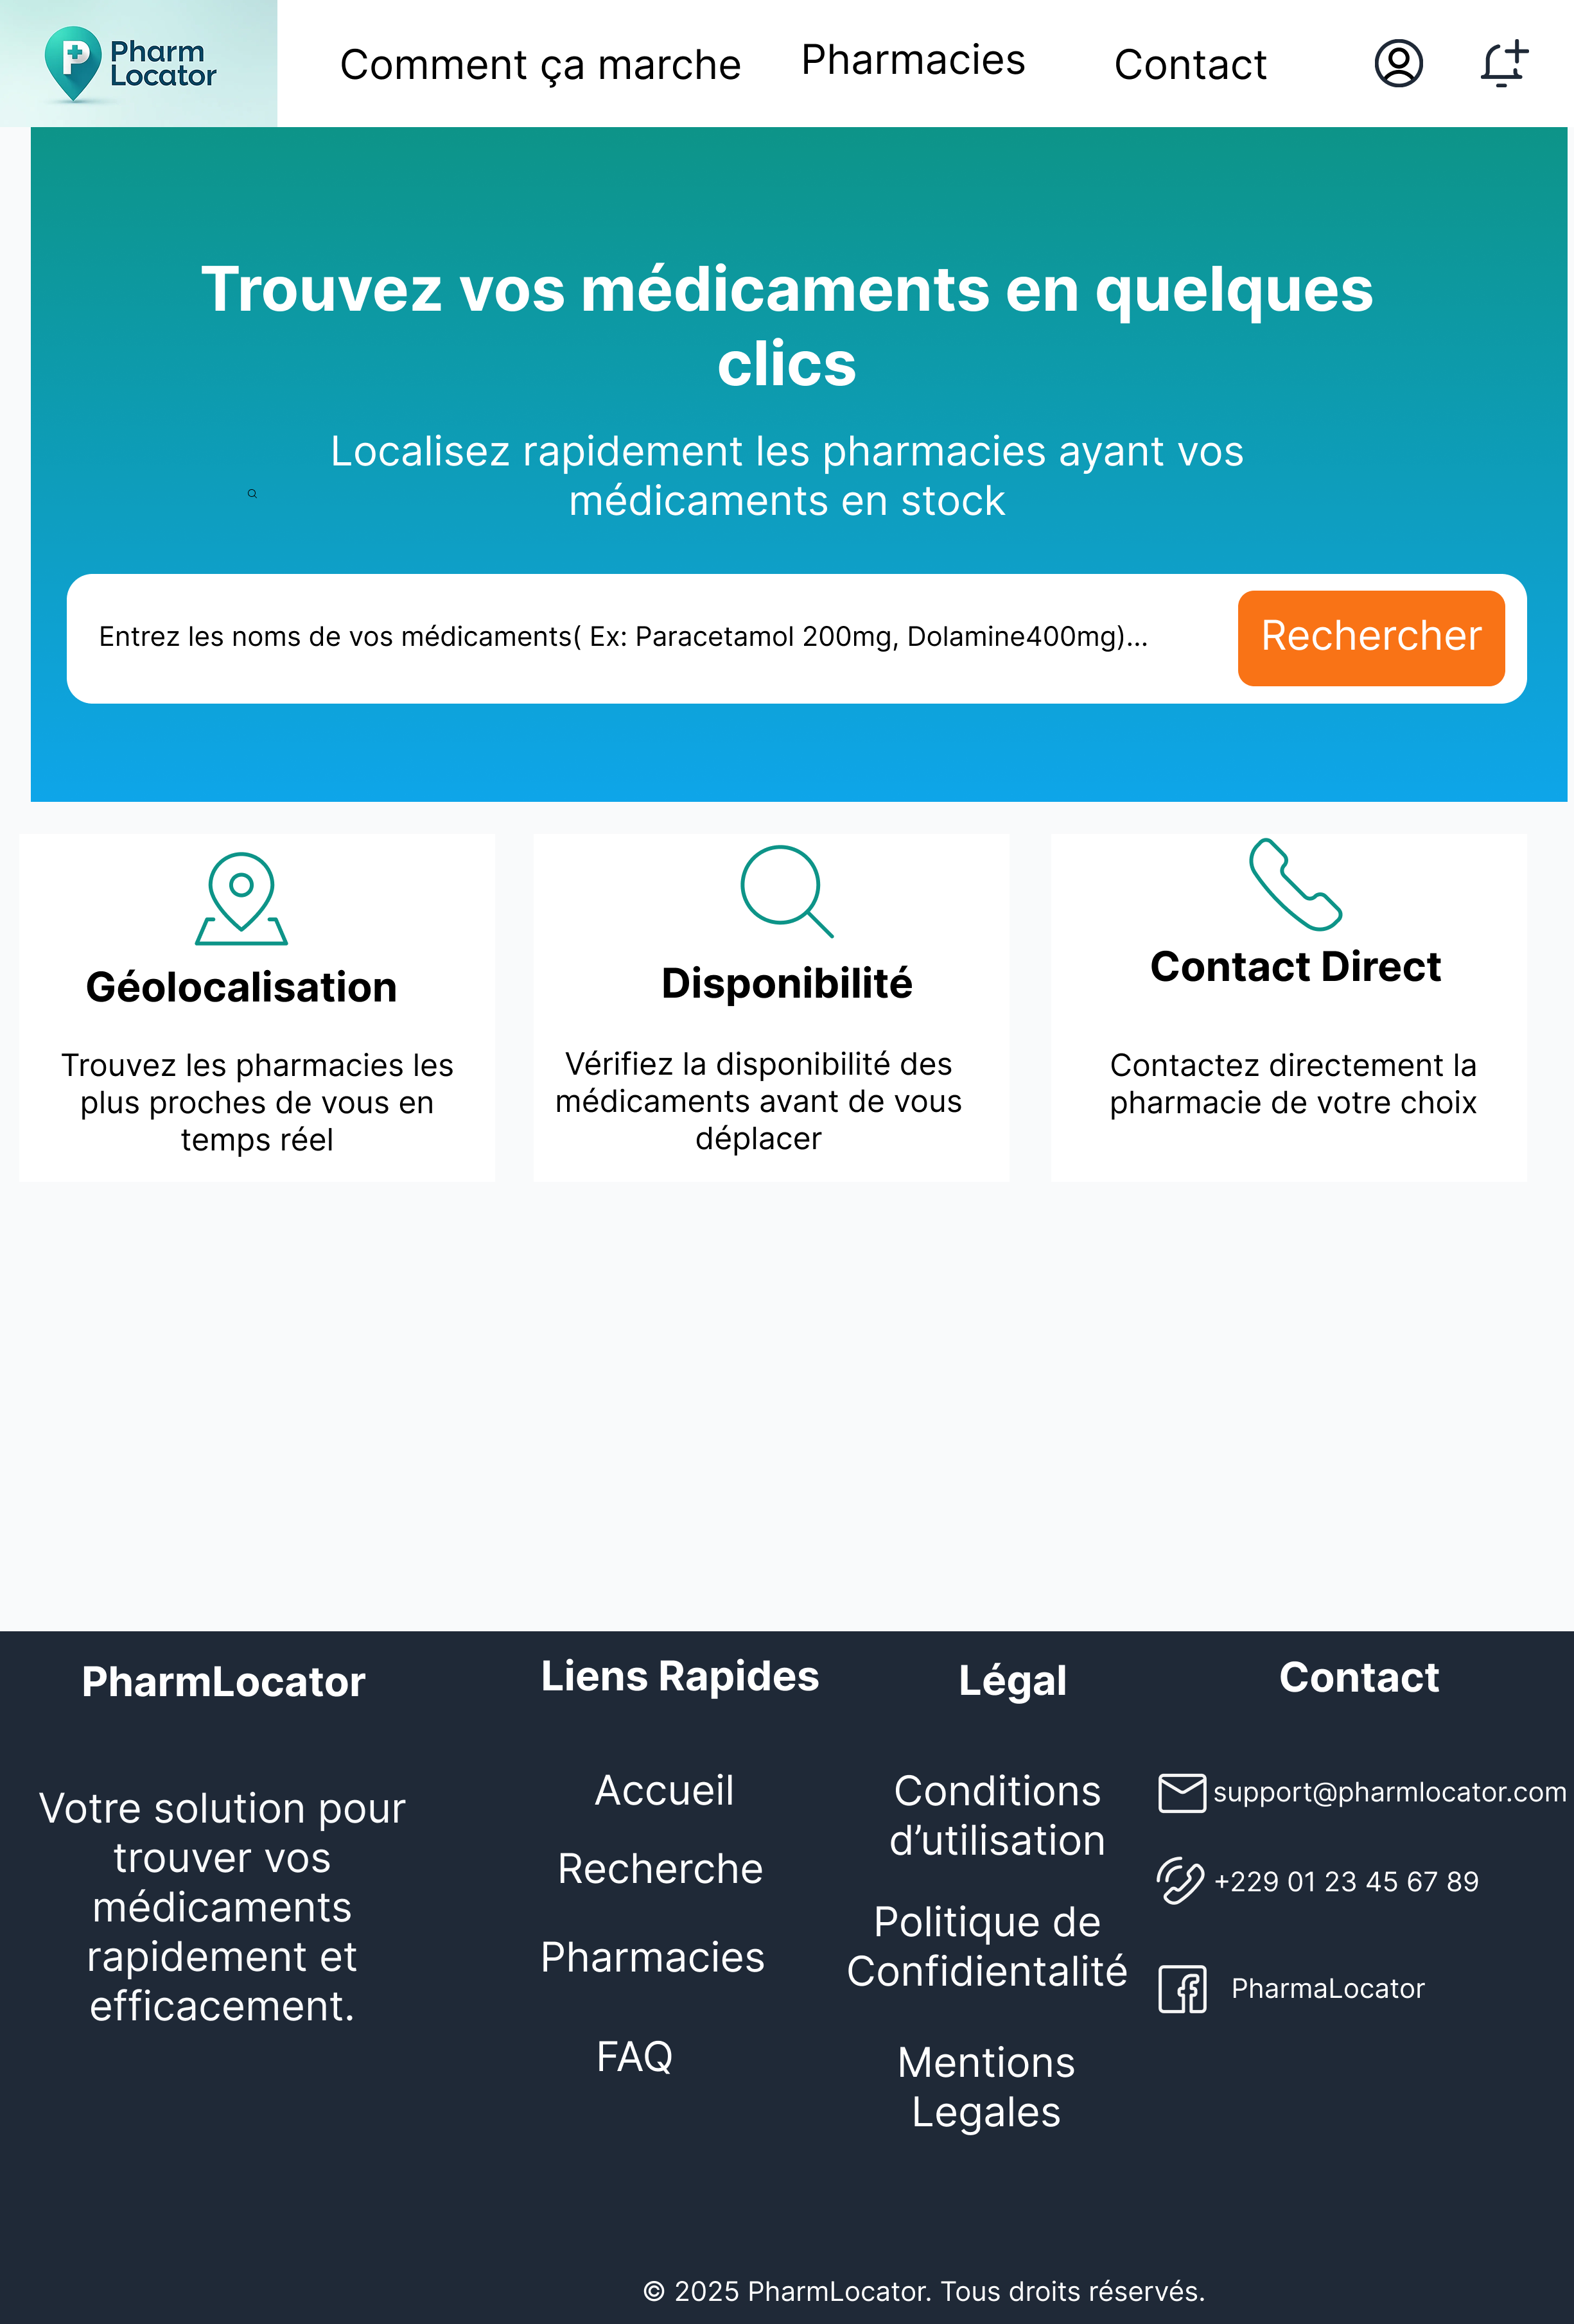 Pharm
Locator
Comment ça marche
Pharmacies
Contact
Trouvez vos médicaments en quelques
clics
Localisez rapidement les pharmacies ayant vos
médicaments en stock
Entrez les noms de vos médicaments( Ex: Paracetamol 200mg, Dolamine400mg)...
Rechercher
Géolocalisation
Trouvez les pharmacies les
plus proches de vous en
temps réel
Disponibilité
Vérifiez la disponibilité des
médicaments avant de vous
déplacer
Contact Direct
Contactez directement la
pharmacie de votre choix
PharmLocator
Votre solution pour
trouver vos
médicaments
rapidement et
efficacement.
Liens Rapides
Accueil
Recherche
Pharmacies
FAQ
Légal
Conditions
d’utilisation
Politique de
Confidientalité
Mentions
Legales
Contact
support@pharmlocator.com
+229 01 23 45 67 89
PharmaLocator
© 2025 PharmLocator. Tous droits réservés.